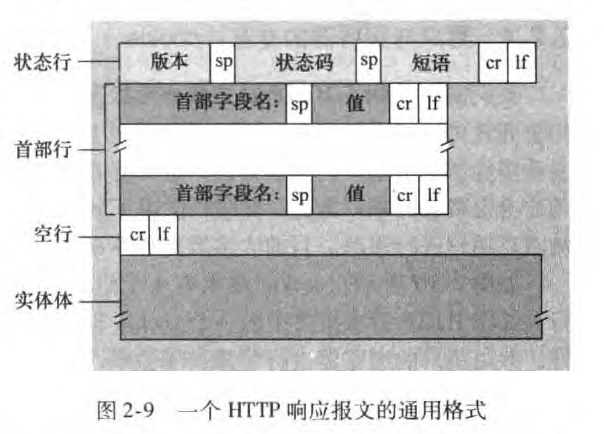 状态行 版本 sp 状态码 sp 短语 cr lf
首部字段名: sp 值 cr lf
首部行
首部字段名: sp 值 cr lf
空行 cr lf
实体体
图 2-9 一个 HTTP 响应报文的通用格式